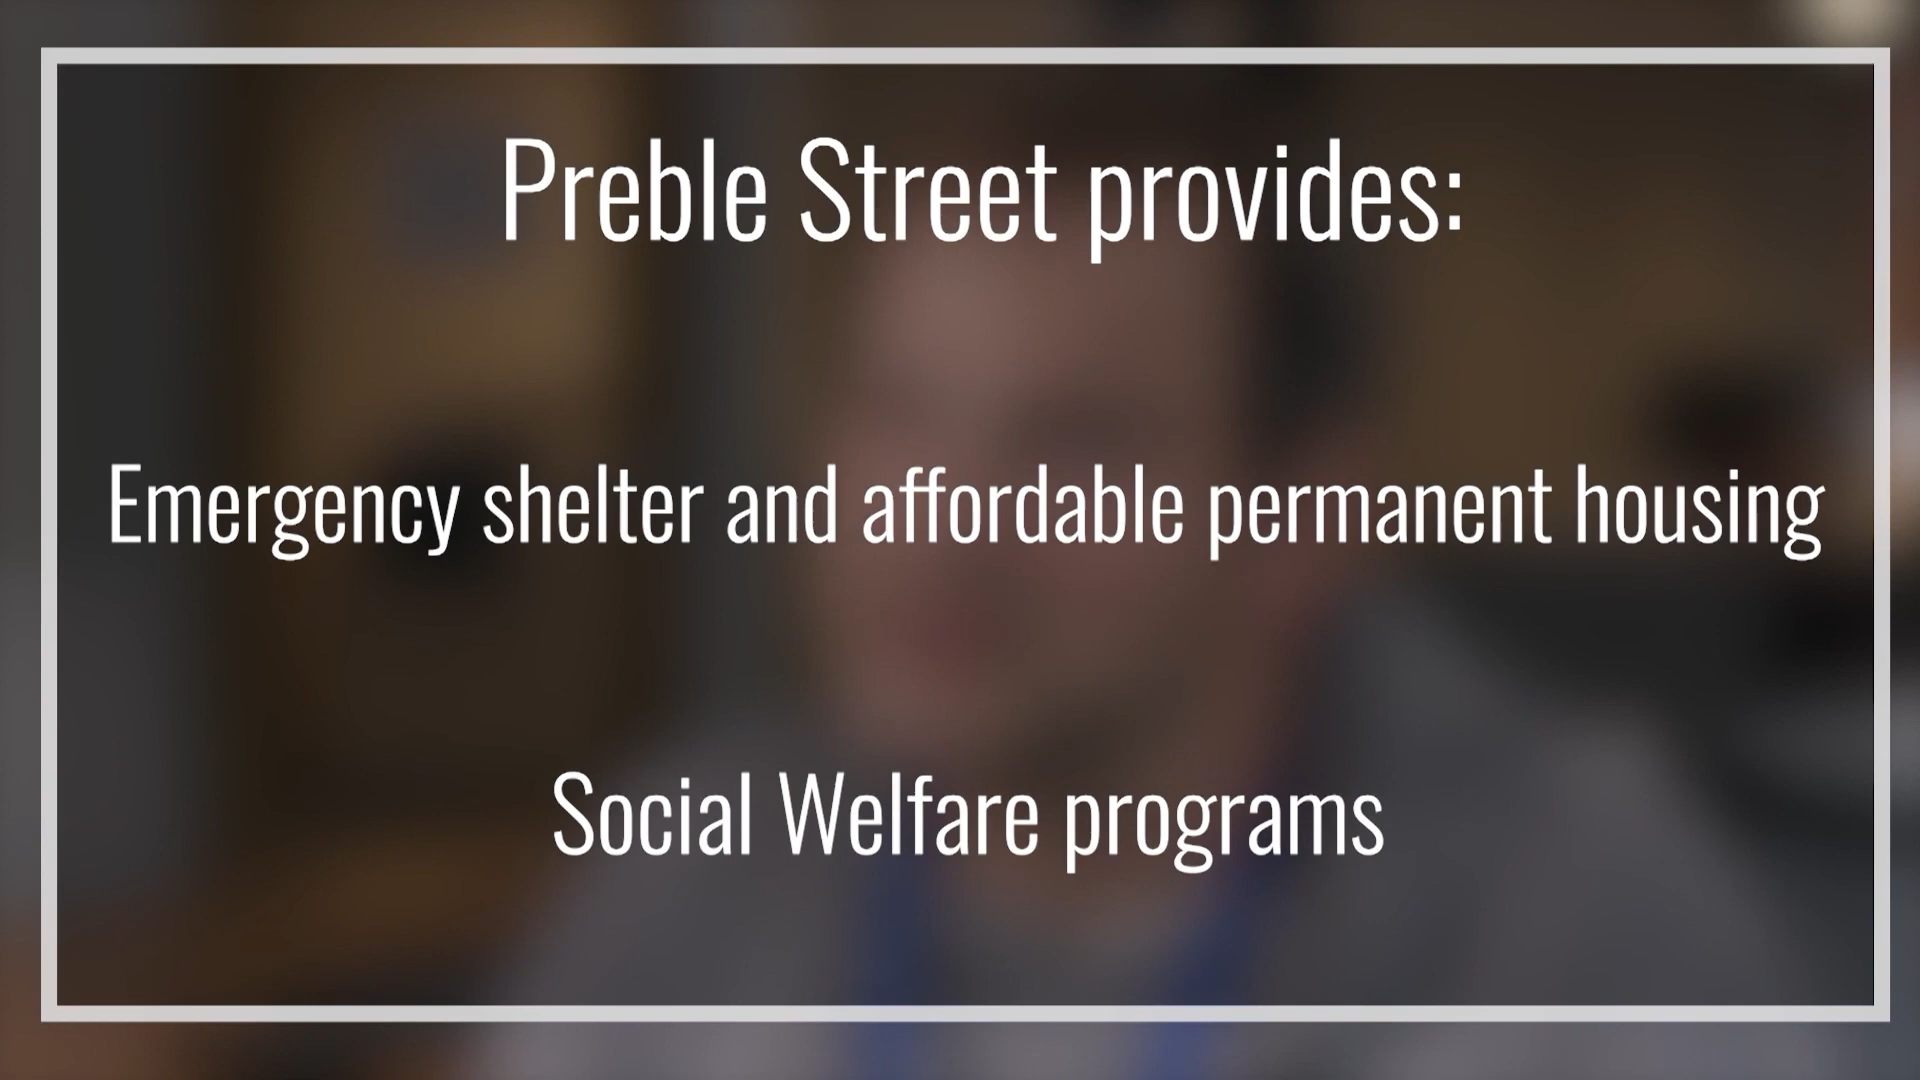 Preble Street provides:
Emergency shelter and affordable permanent housing
Social Welfare programs